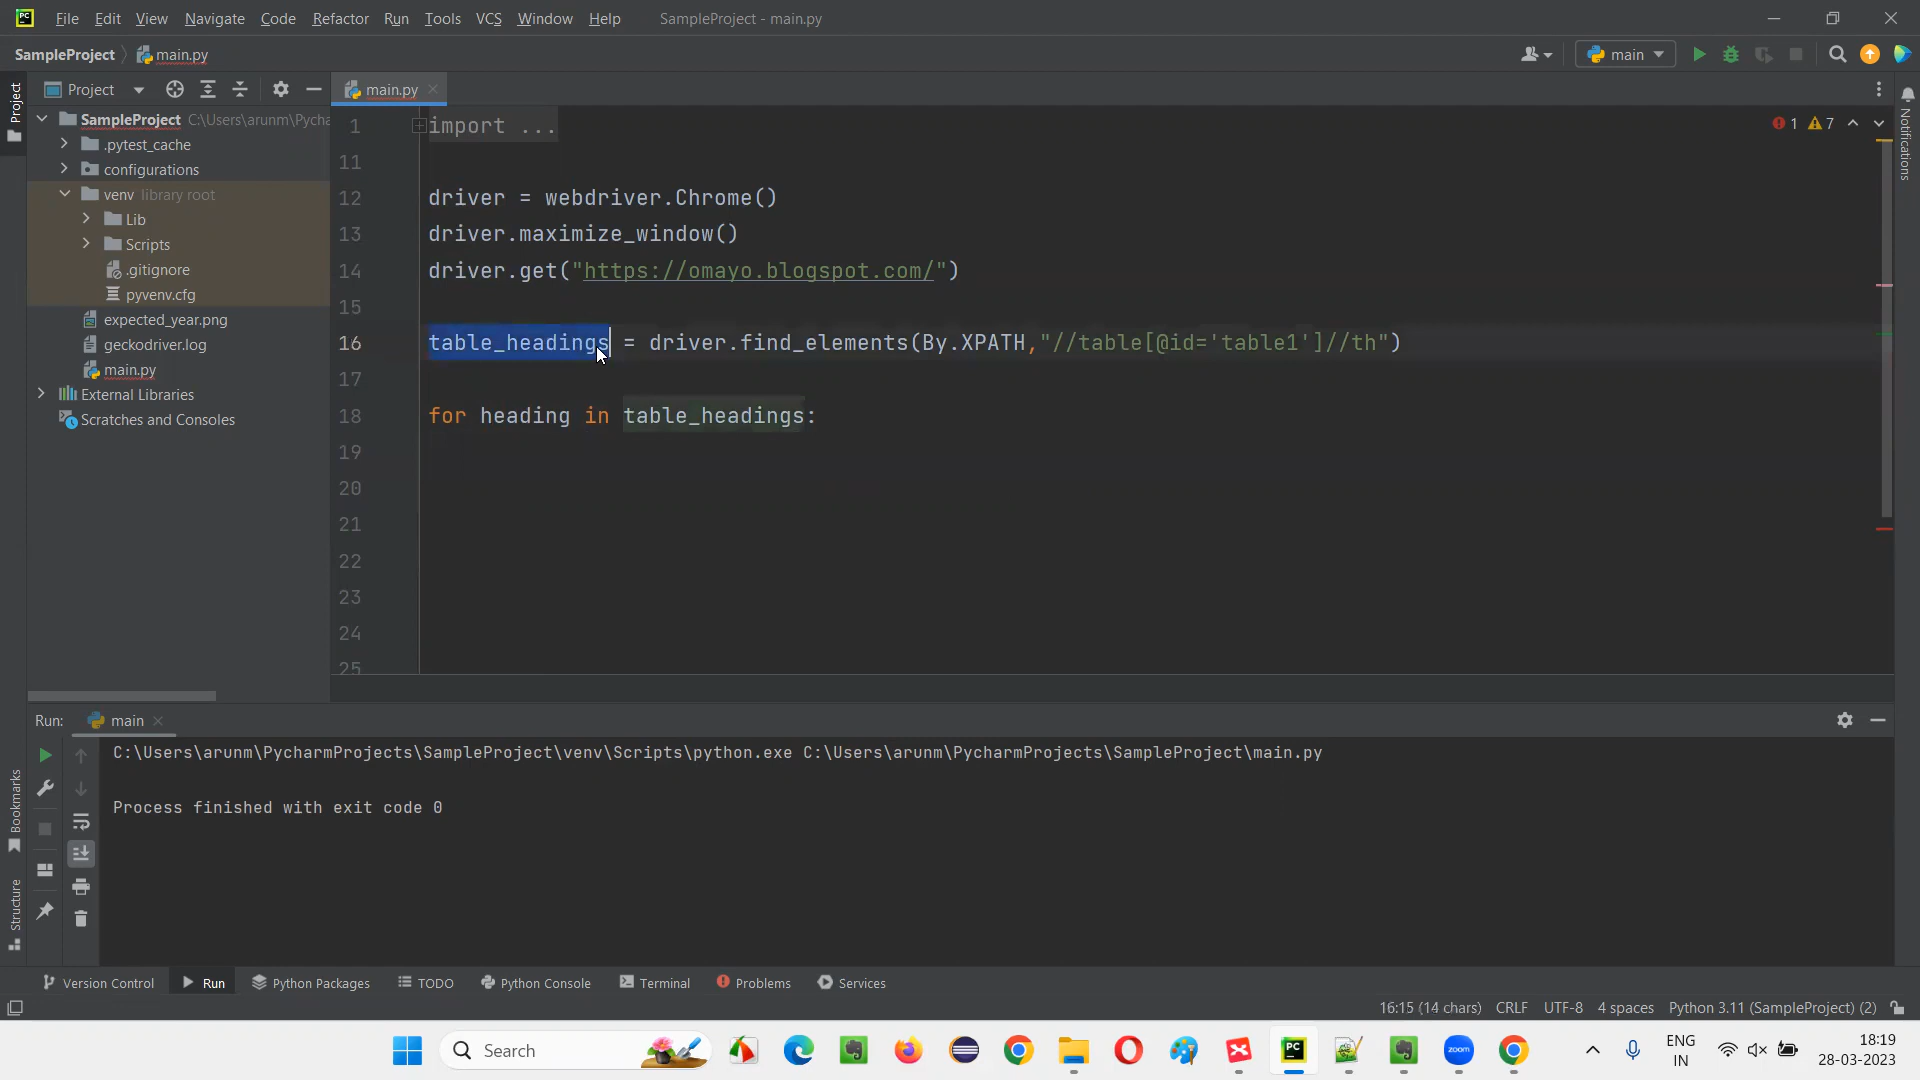 File Edit View Navigate Code Refactor Run Tools VCS Window Help SampleProject - main.py
SampleProject main.py main
Project main.py
Project
Notifications
SampleProject C:\Users\arunm\Pycha
.pytest_cache
configurations
venv library root
Lib
Scripts
.gitignore
pyvenv.cfg
expected_year.png
geckodriver.log
main.py
External Libraries
Scratches and Consoles
1 import ... 1 7
11
12 driver = webdriver.Chrome()
13 driver.maximize_window()
14 driver.get("https://omayo.blogspot.com/")
15
16 table_headings = driver.find_elements(By.XPATH,"//table[@id='table1']//th")
17
18 for heading in table_headings:
19
20
21
22
23
24
25
Run: main
C:\Users\arunm\PycharmProjects\SampleProject\venv\Scripts\python.exe C:\Users\arunm\PycharmProjects\SampleProject\main.py
Process finished with exit code 0
Bookmarks
Structure
Version Control Run Python Packages TODO Python Console Terminal Problems Services
16:15 (14 chars) CRLF UTF-8 4 spaces Python 3.11 (SampleProject) (2)
Search zoom ENG 18:19
IN 28-03-2023